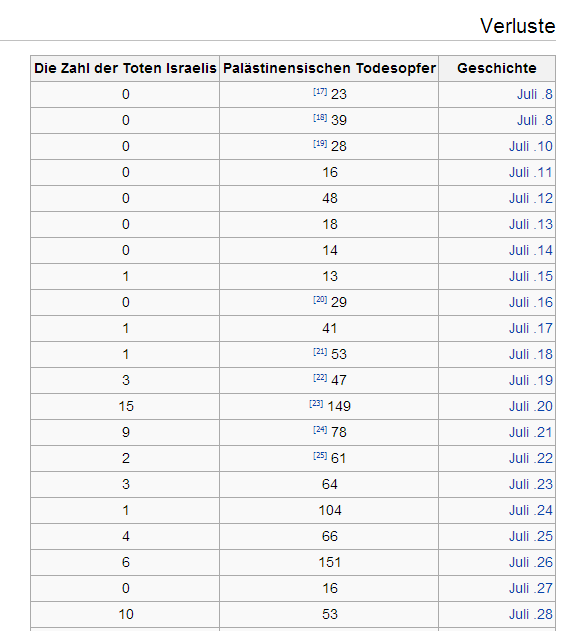 Verluste
Die Zahl der Toten Israelis Palästinensischen Todesopfer Geschichte
0 [17] 23 Juli .8
0 [18] 39 Juli .8
0 [19] 28 Juli .10
0 16 Juli .11
0 48 Juli .12
0 18 Juli .13
0 14 Juli .14
1 13 Juli .15
0 [20] 29 Juli .16
1 41 Juli .17
1 [21] 53 Juli .18
3 [22] 47 Juli .19
15 [23] 149 Juli .20
9 [24] 78 Juli .21
2 [25] 61 Juli .22
3 64 Juli .23
1 104 Juli .24
4 66 Juli .25
6 151 Juli .26
0 16 Juli .27
10 53 Juli .28